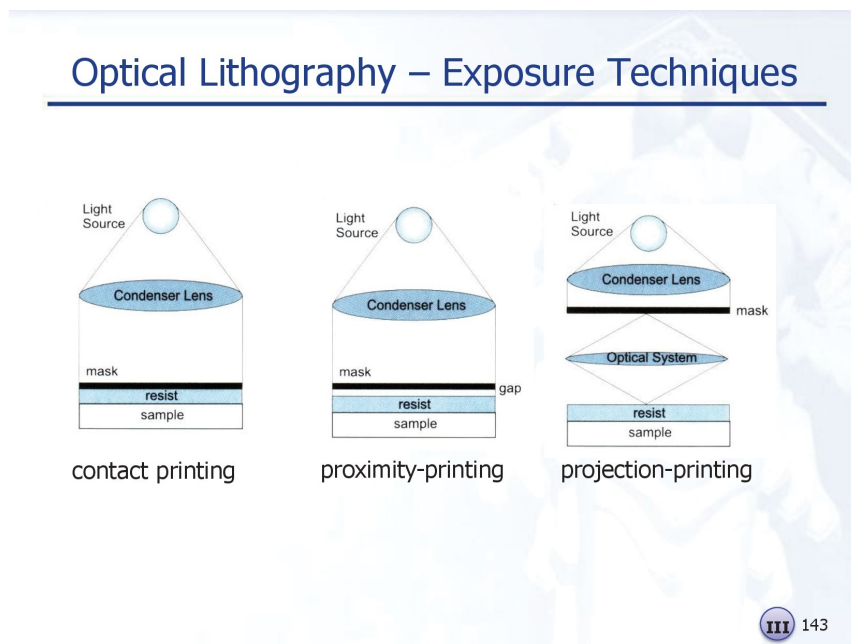 Optical Lithography – Exposure Techniques
Light
Source
Condenser Lens
mask
resist
sample
contact printing
Light
Source
Condenser Lens
mask
gap
resist
sample
proximity-printing
Light
Source
Condenser Lens
mask
Optical System
resist
sample
projection-printing
III 143